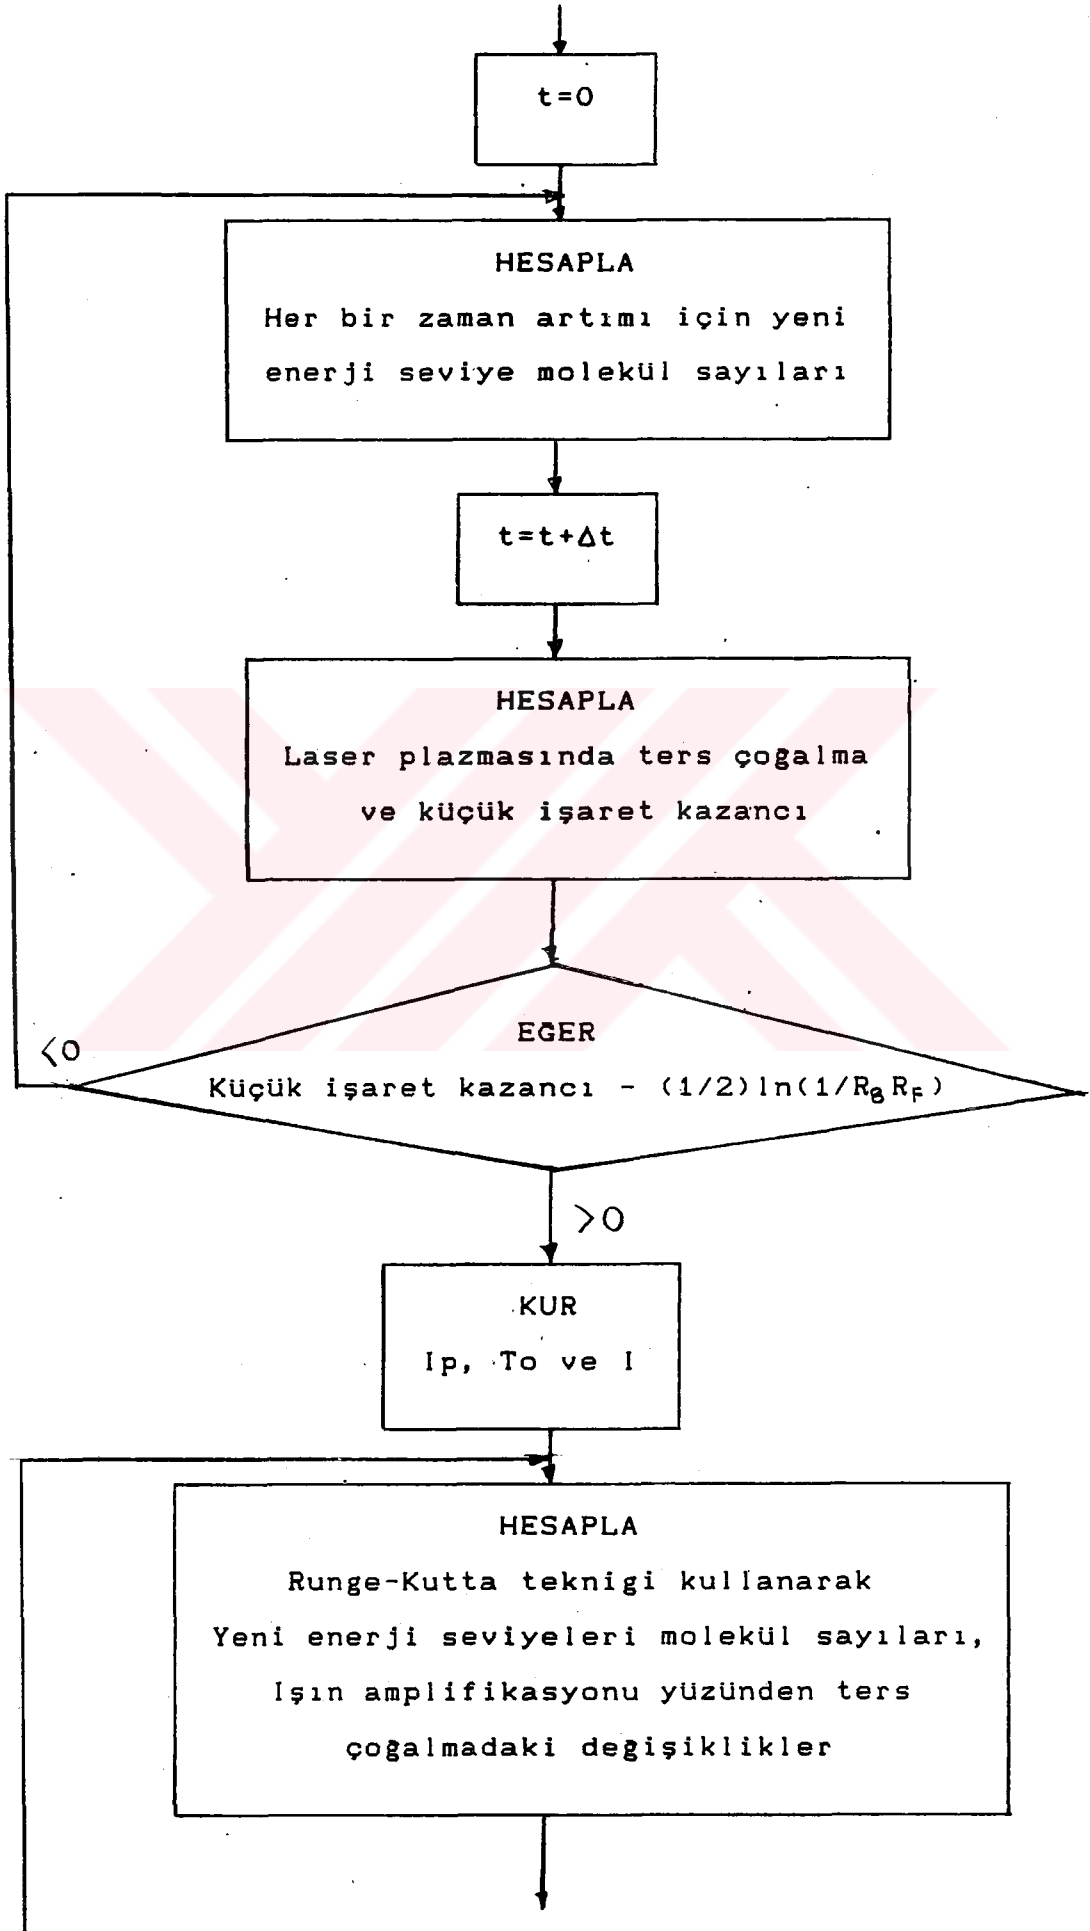 t=0
HESAPLA
Her bir zaman artımı için yeni
enerji seviye molekül sayıları
t=t+Δt
HESAPLA
Laser plazmasında ters çoğalma
ve küçük işaret kazancı
<0
EĞER
Küçük işaret kazancı - (1/2)ln(1/R_B R_F)
>0
KUR
Ip, To ve I
HESAPLA
Runge-Kutta teknigi kullanarak
Yeni enerji seviyeleri molekül sayıları,
Işın amplifikasyonu yüzünden ters
çoğalmadaki değişiklikler